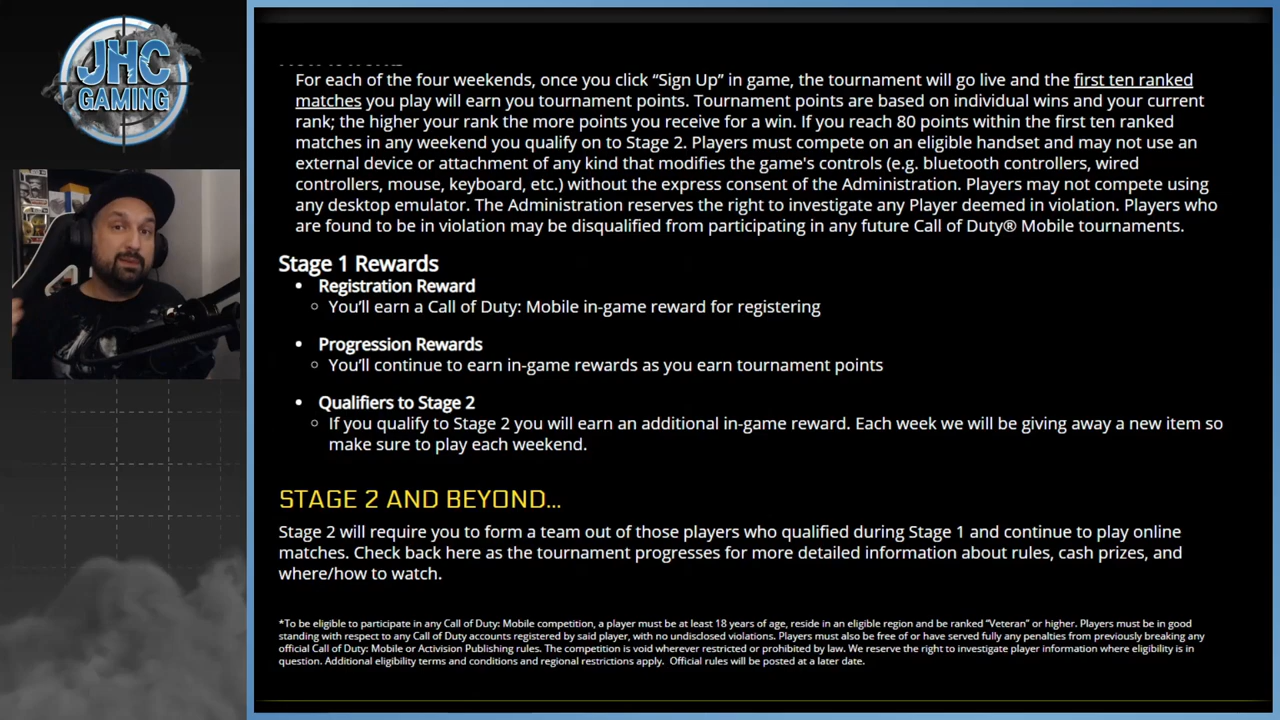 JHC
GAMING
For each of the four weekends, once you click “Sign Up” in game, the tournament will go live and the first ten ranked
matches you play will earn you tournament points. Tournament points are based on individual wins and your current
rank; the higher your rank the more points you receive for a win. If you reach 80 points within the first ten ranked
matches in any weekend you qualify on to Stage 2. Players must compete on an eligible handset and may not use an
external device or attachment of any kind that modifies the game's controls (e.g. bluetooth controllers, wired
controllers, mouse, keyboard, etc.) without the express consent of the Administration. Players may not compete using
any desktop emulator. The Administration reserves the right to investigate any Player deemed in violation. Players who
are found to be in violation may be disqualified from participating in any future Call of Duty® Mobile tournaments.
Stage 1 Rewards
• Registration Reward
○ You’ll earn a Call of Duty: Mobile in-game reward for registering
• Progression Rewards
○ You’ll continue to earn in-game rewards as you earn tournament points
• Qualifiers to Stage 2
○ If you qualify to Stage 2 you will earn an additional in-game reward. Each week we will be giving away a new item so
make sure to play each weekend.
STAGE 2 AND BEYOND...
Stage 2 will require you to form a team out of those players who qualified during Stage 1 and continue to play online
matches. Check back here as the tournament progresses for more detailed information about rules, cash prizes, and
where/how to watch.
*To be eligible to participate in any Call of Duty: Mobile competition, a player must be at least 18 years of age, reside in an eligible region and be ranked “Veteran” or higher. Players must be in good
standing with respect to any Call of Duty accounts registered by said player, with no undisclosed violations. Players must also be free of or have served fully any penalties from previously breaking any
official Call of Duty: Mobile or Activision Publishing rules. The competition is void wherever restricted or prohibited by law. We reserve the right to investigate player information where eligibility is in
question. Additional eligibility terms and conditions and regional restrictions apply. Official rules will be posted at a later date.